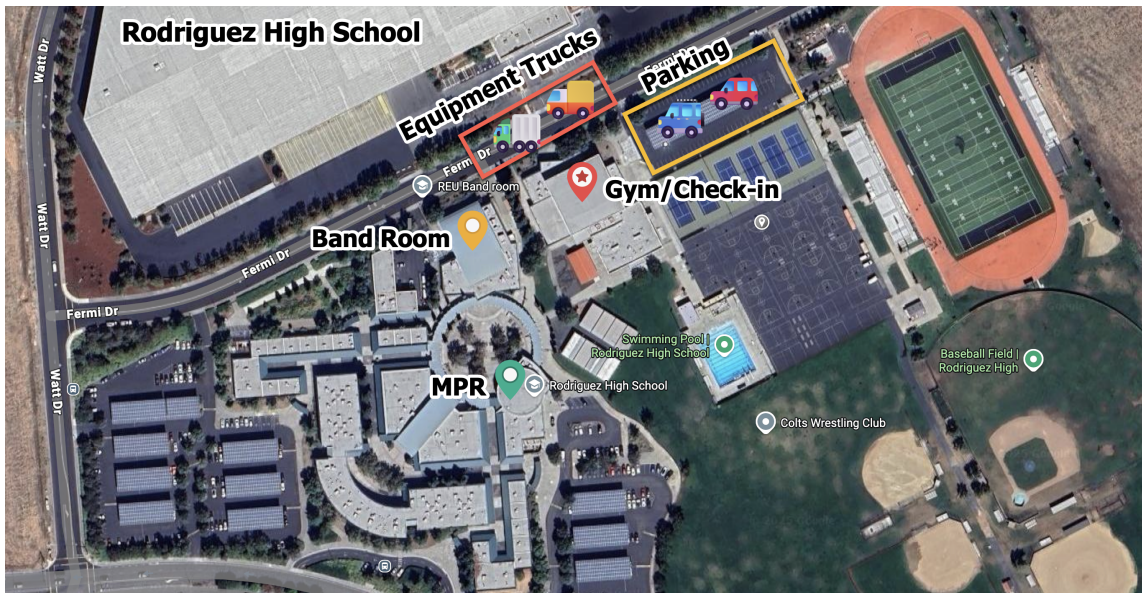 Rodriguez High School
Watt Dr
Equipment Trucks
Parking
Fermi Dr
REU Band room
Gym/Check-in
Band Room
Watt Dr
Fermi Dr
Fermi Dr
Swimming Pool |
Rodriguez High School
Baseball Field |
Rodriguez High
MPR
Rodriguez High School
Watt Dr
Colts Wrestling Club